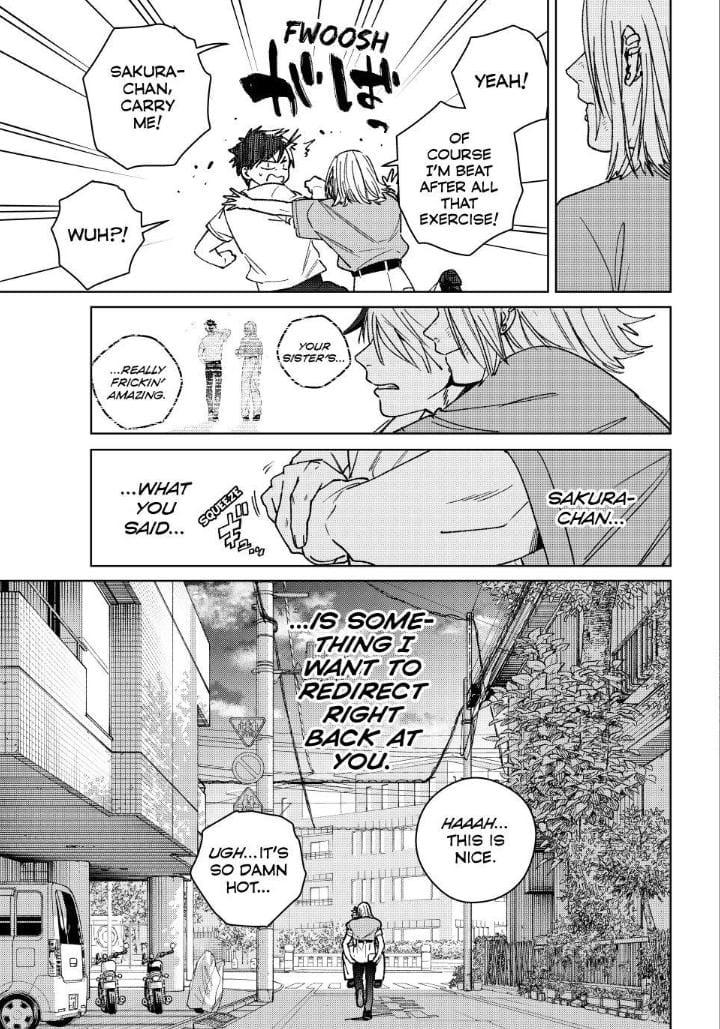 YEAH!
OF
COURSE
I'M BEAT
AFTER ALL
THAT
EXERCISE!
FWOOSH
がばっ
SAKURA-
CHAN,
CARRY
ME!
WUH?!
YOUR
SISTER'S...
...REALLY
FRICKIN'
AMAZING.
SAKURA-
CHAN...
SQUEEZE
ギュッ
...WHAT
YOU
SAID...
...IS SOME-
THING I
WANT TO
REDIRECT
RIGHT
BACK AT
YOU.
HAAAH...
THIS IS
NICE.
UGH...IT'S
SO DAMN
HOT...